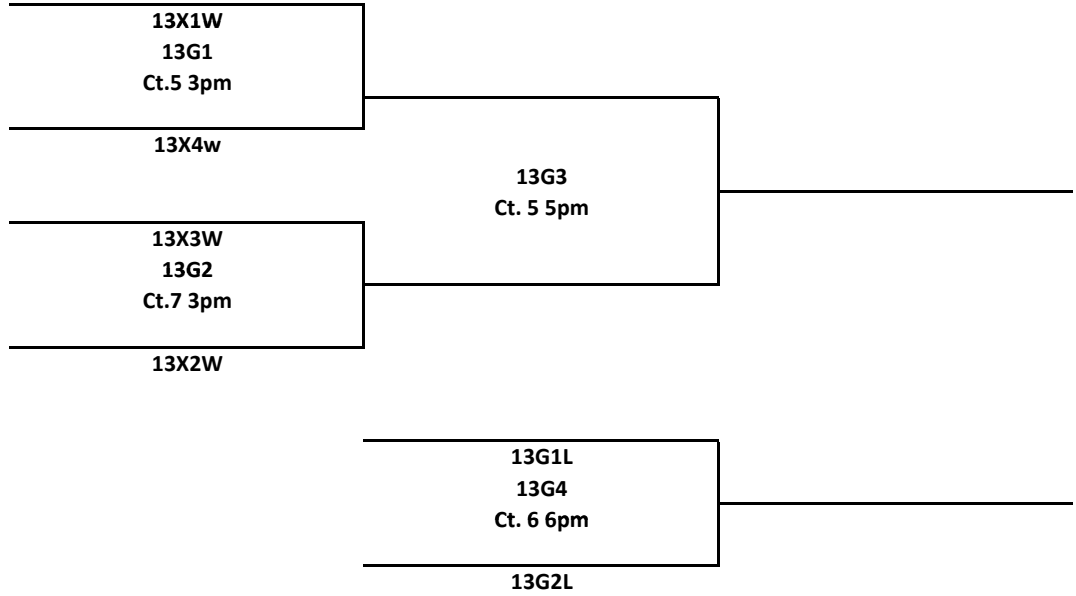 13X1W
13G1
Ct.5 3pm
13X4w
13G3
Ct. 5 5pm
13X3W
13G2
Ct.7 3pm
13X2W
13G1L
13G4
Ct. 6 6pm
13G2L